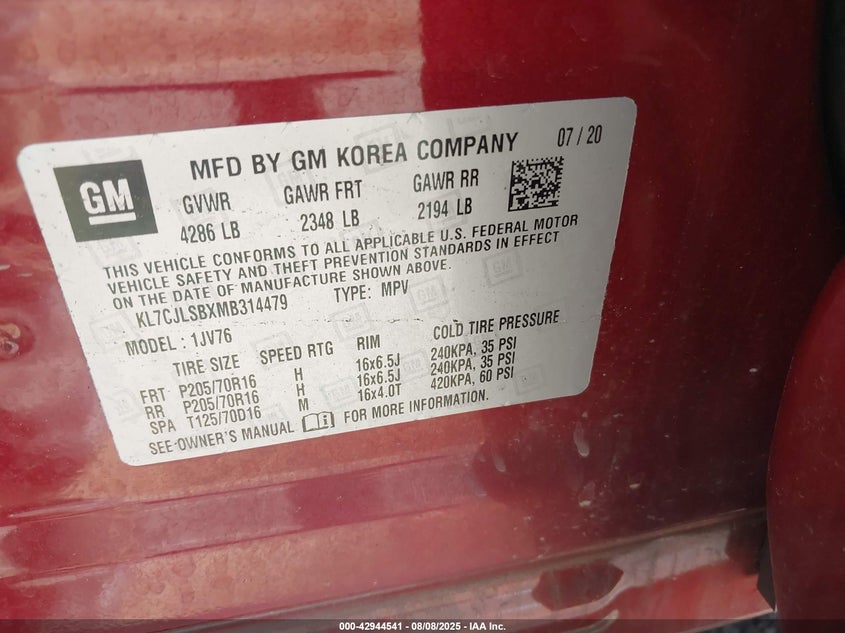 GM
MFD BY GM KOREA COMPANY 07 / 20
GVWR GAWR FRT GAWR RR
4286 LB 2348 LB 2194 LB
THIS VEHICLE CONFORMS TO ALL APPLICABLE U.S. FEDERAL MOTOR
VEHICLE SAFETY AND THEFT PREVENTION STANDARDS IN EFFECT
ON THE DATE OF MANUFACTURE SHOWN ABOVE.
KL7CJLSBXMB314479 TYPE: MPV
MODEL : 1JV76
TIRE SIZE SPEED RTG RIM COLD TIRE PRESSURE
FRT P205/70R16 H 16x6.5J 240KPA, 35 PSI
RR P205/70R16 H 16x6.5J 240KPA, 35 PSI
SPA T125/70D16 M 16x4.0T 420KPA, 60 PSI
SEE OWNER'S MANUAL FOR MORE INFORMATION.
000-42944541 - 08/08/2025 - IAA Inc.